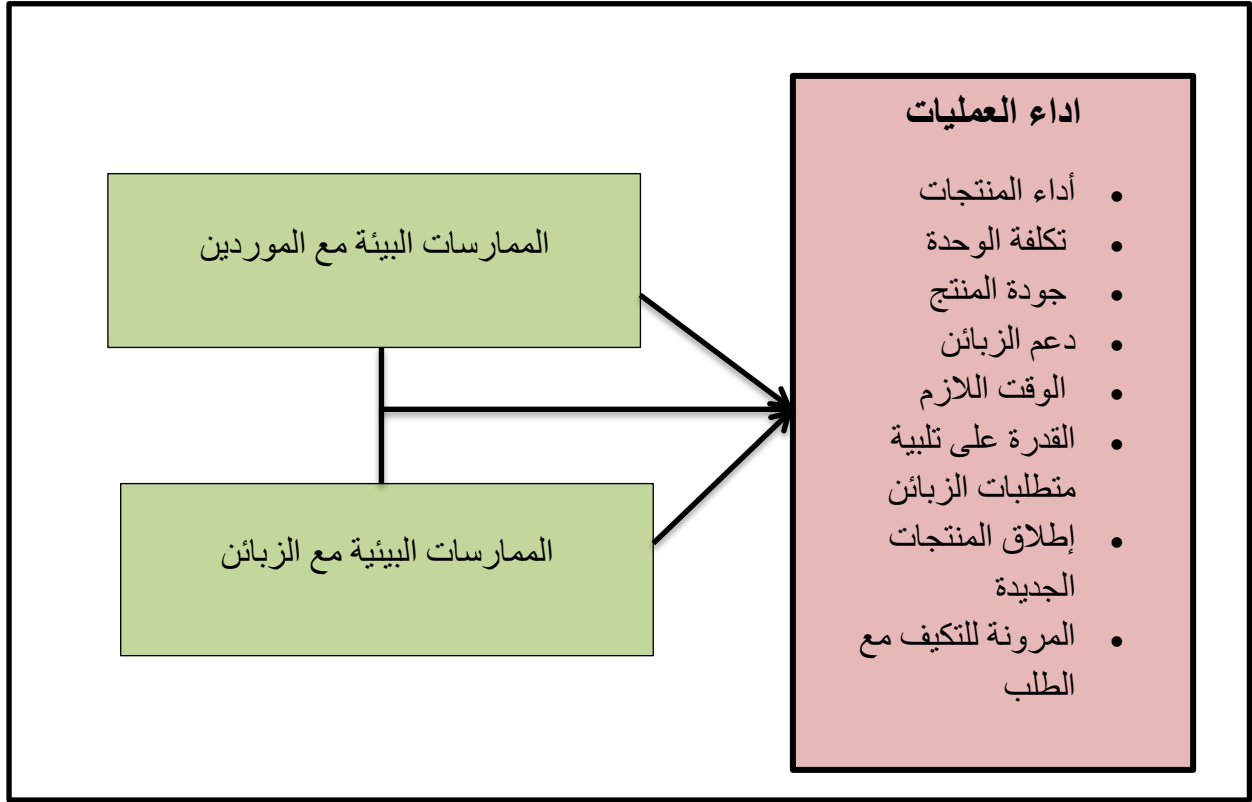 اداء العمليات
الممارسات البيئة مع الموردين
الممارسات البيئية مع الزبائن
• أداء المنتجات
• تكلفة الوحدة
• جودة المنتج
• دعم الزبائن
• الوقت اللازم
• القدرة على تلبية
متطلبات الزبائن
• إطلاق المنتجات
الجديدة
• المرونة للتكيف مع
الطلب